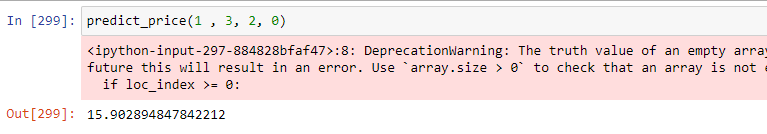 In [299]: predict_price(1 , 3, 2, 0)
<ipython-input-297-884828bfaf47>:8: DeprecationWarning: The truth value of an empty array
future this will result in an error. Use `array.size > 0` to check that an array is not
if loc_index >= 0:
Out[299]: 15.902894847842212